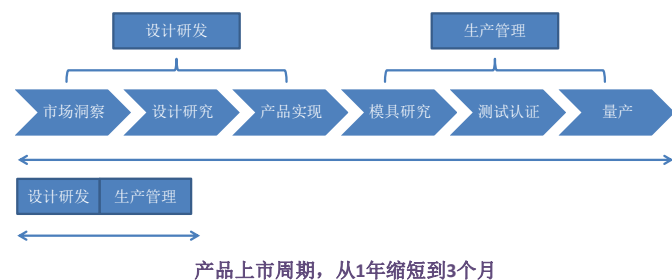 设计研发
生产管理
市场洞察
设计研究
产品实现
模具研究
测试认证
量产
设计研发
生产管理
产品上市周期，从1年缩短到3个月